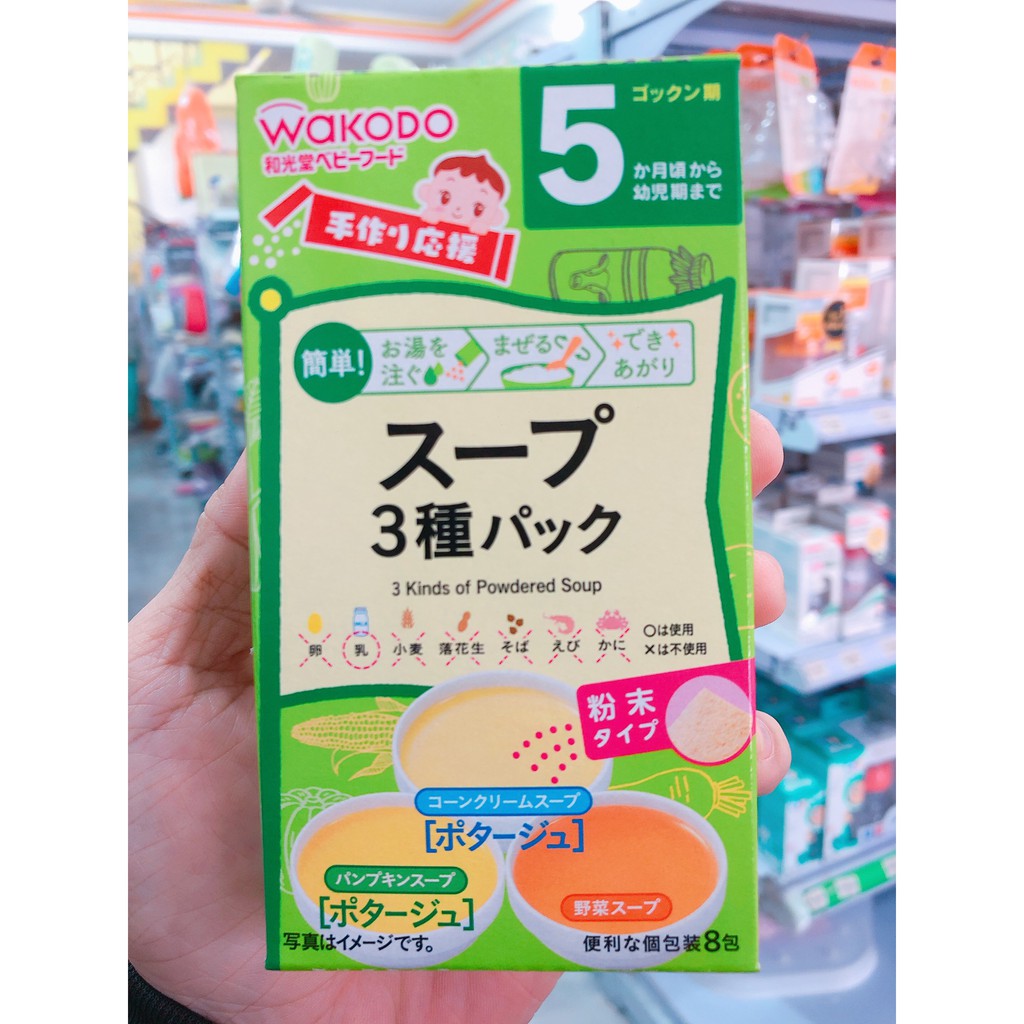 WAKODO
和光堂ベビーフード
手作り応援
5
ゴックン期
か月頃から
幼児期まで
簡単!
お湯を
注ぐ
まぜる
でき
あがり
スープ
3種パック
3 Kinds of Powdered Soup
MILK
卵 乳 小麦 落花生 そば えび かに
○は使用
×は不使用
粉末
タイプ
コーンクリームスープ
[ポタージュ]
パンプキンスープ
[ポタージュ]
野菜スープ
写真はイメージです。
便利な個包装8包